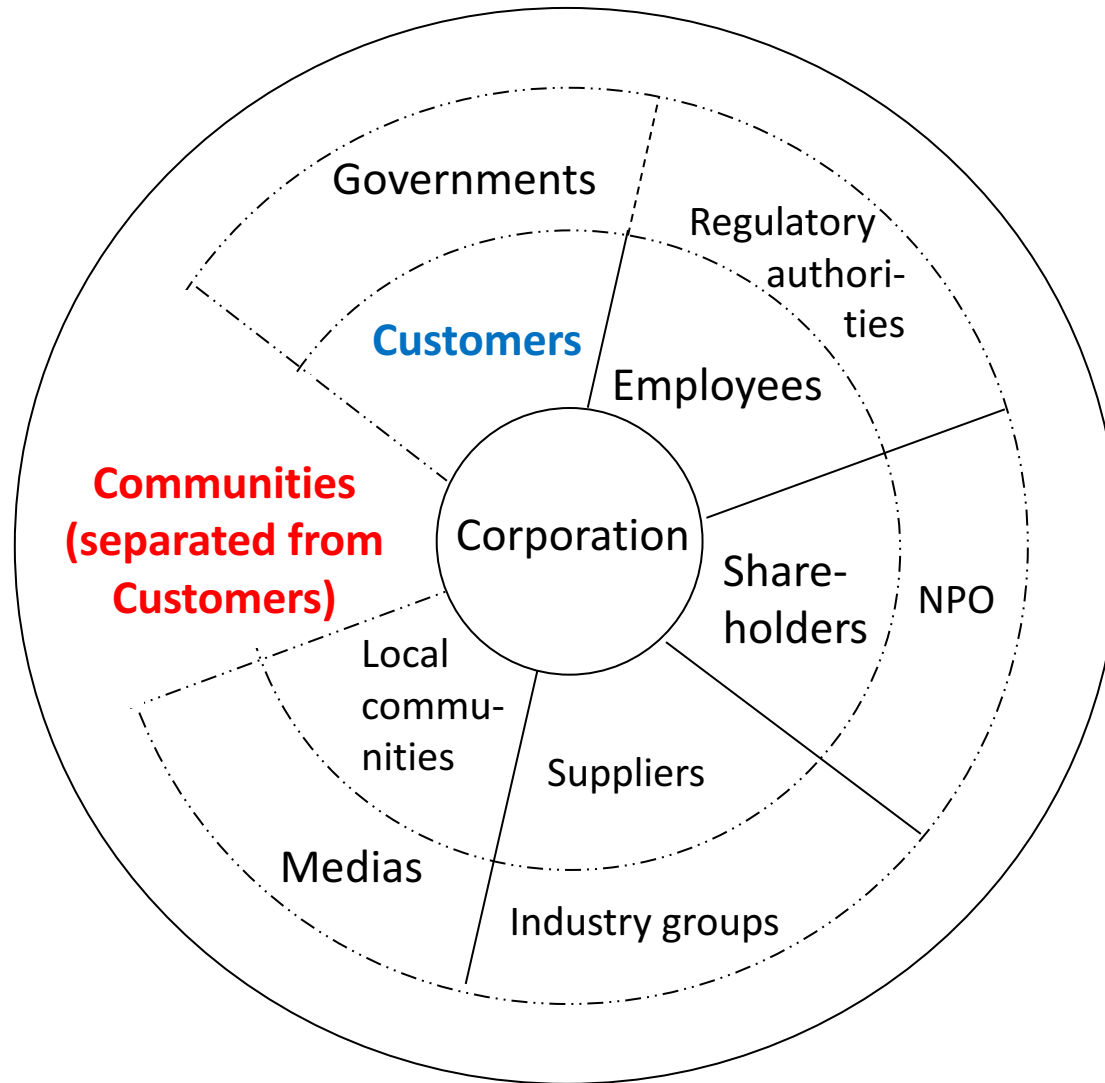 Governments
Regulatory
authori-
ties
Customers
Employees
Communities
(separated from
Customers)
Corporation
Share-
holders
NPO
Local
commu-
nities
Suppliers
Medias
Industry groups